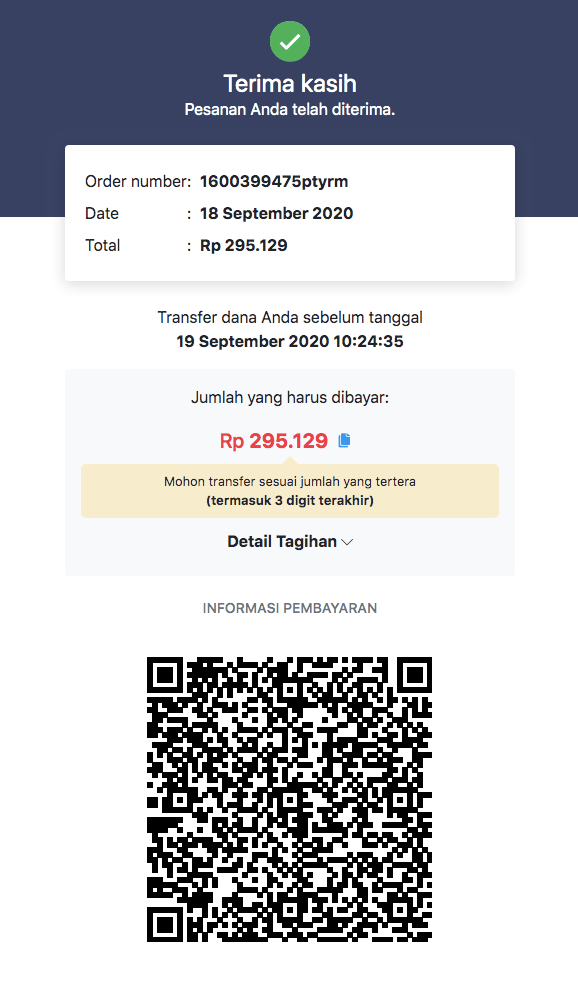 Terima kasih
Pesanan Anda telah diterima.
Order number: 1600399475ptyrm
Date : 18 September 2020
Total : Rp 295.129
Transfer dana Anda sebelum tanggal
19 September 2020 10:24:35
Jumlah yang harus dibayar:
Rp 295.129
Mohon transfer sesuai jumlah yang tertera
(termasuk 3 digit terakhir)
Detail Tagihan
INFORMASI PEMBAYARAN